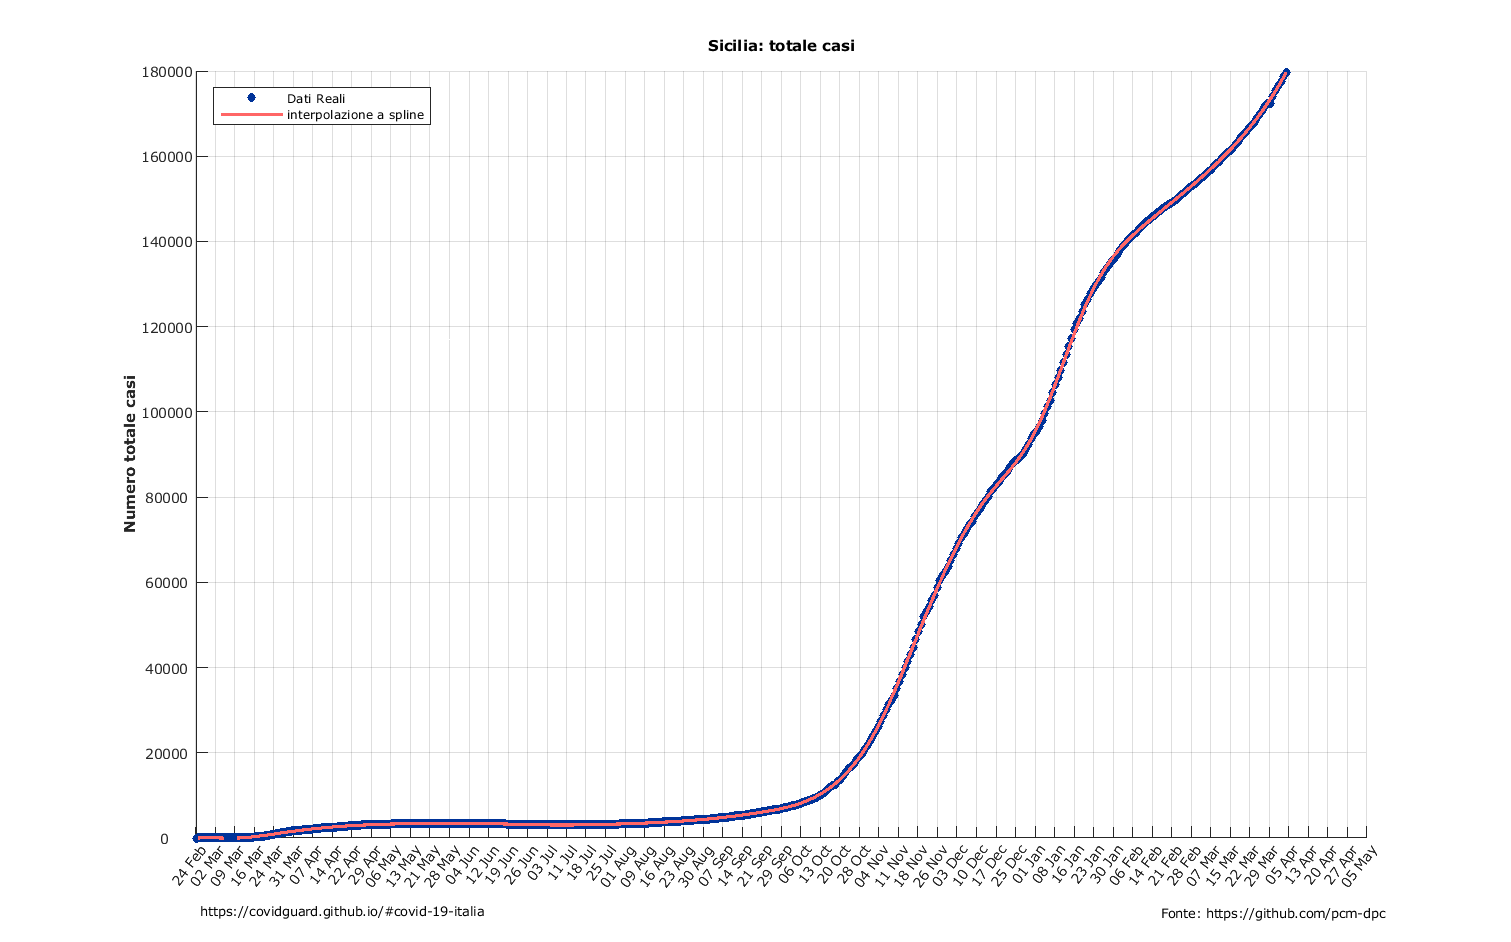 Sicilia: totale casi
Dati Reali
interpolazione a spline
Numero totale casi
180000
160000
140000
120000
100000
80000
60000
40000
20000
0
24 Feb
02 Mar
09 Mar
16 Mar
24 Mar
31 Mar
07 Apr
14 Apr
22 Apr
29 Apr
06 May
13 May
21 May
28 May
04 Jun
12 Jun
19 Jun
26 Jun
03 Jul
11 Jul
18 Jul
25 Jul
01 Aug
09 Aug
16 Aug
23 Aug
30 Aug
07 Sep
14 Sep
21 Sep
29 Sep
06 Oct
13 Oct
20 Oct
28 Oct
04 Nov
11 Nov
18 Nov
26 Nov
03 Dec
10 Dec
17 Dec
25 Dec
01 Jan
08 Jan
16 Jan
23 Jan
30 Jan
06 Feb
14 Feb
21 Feb
28 Feb
07 Mar
15 Mar
22 Mar
29 Mar
05 Apr
13 Apr
20 Apr
27 Apr
05 May
https://covidguard.github.io/#covid-19-italia
Fonte: https://github.com/pcm-dpc